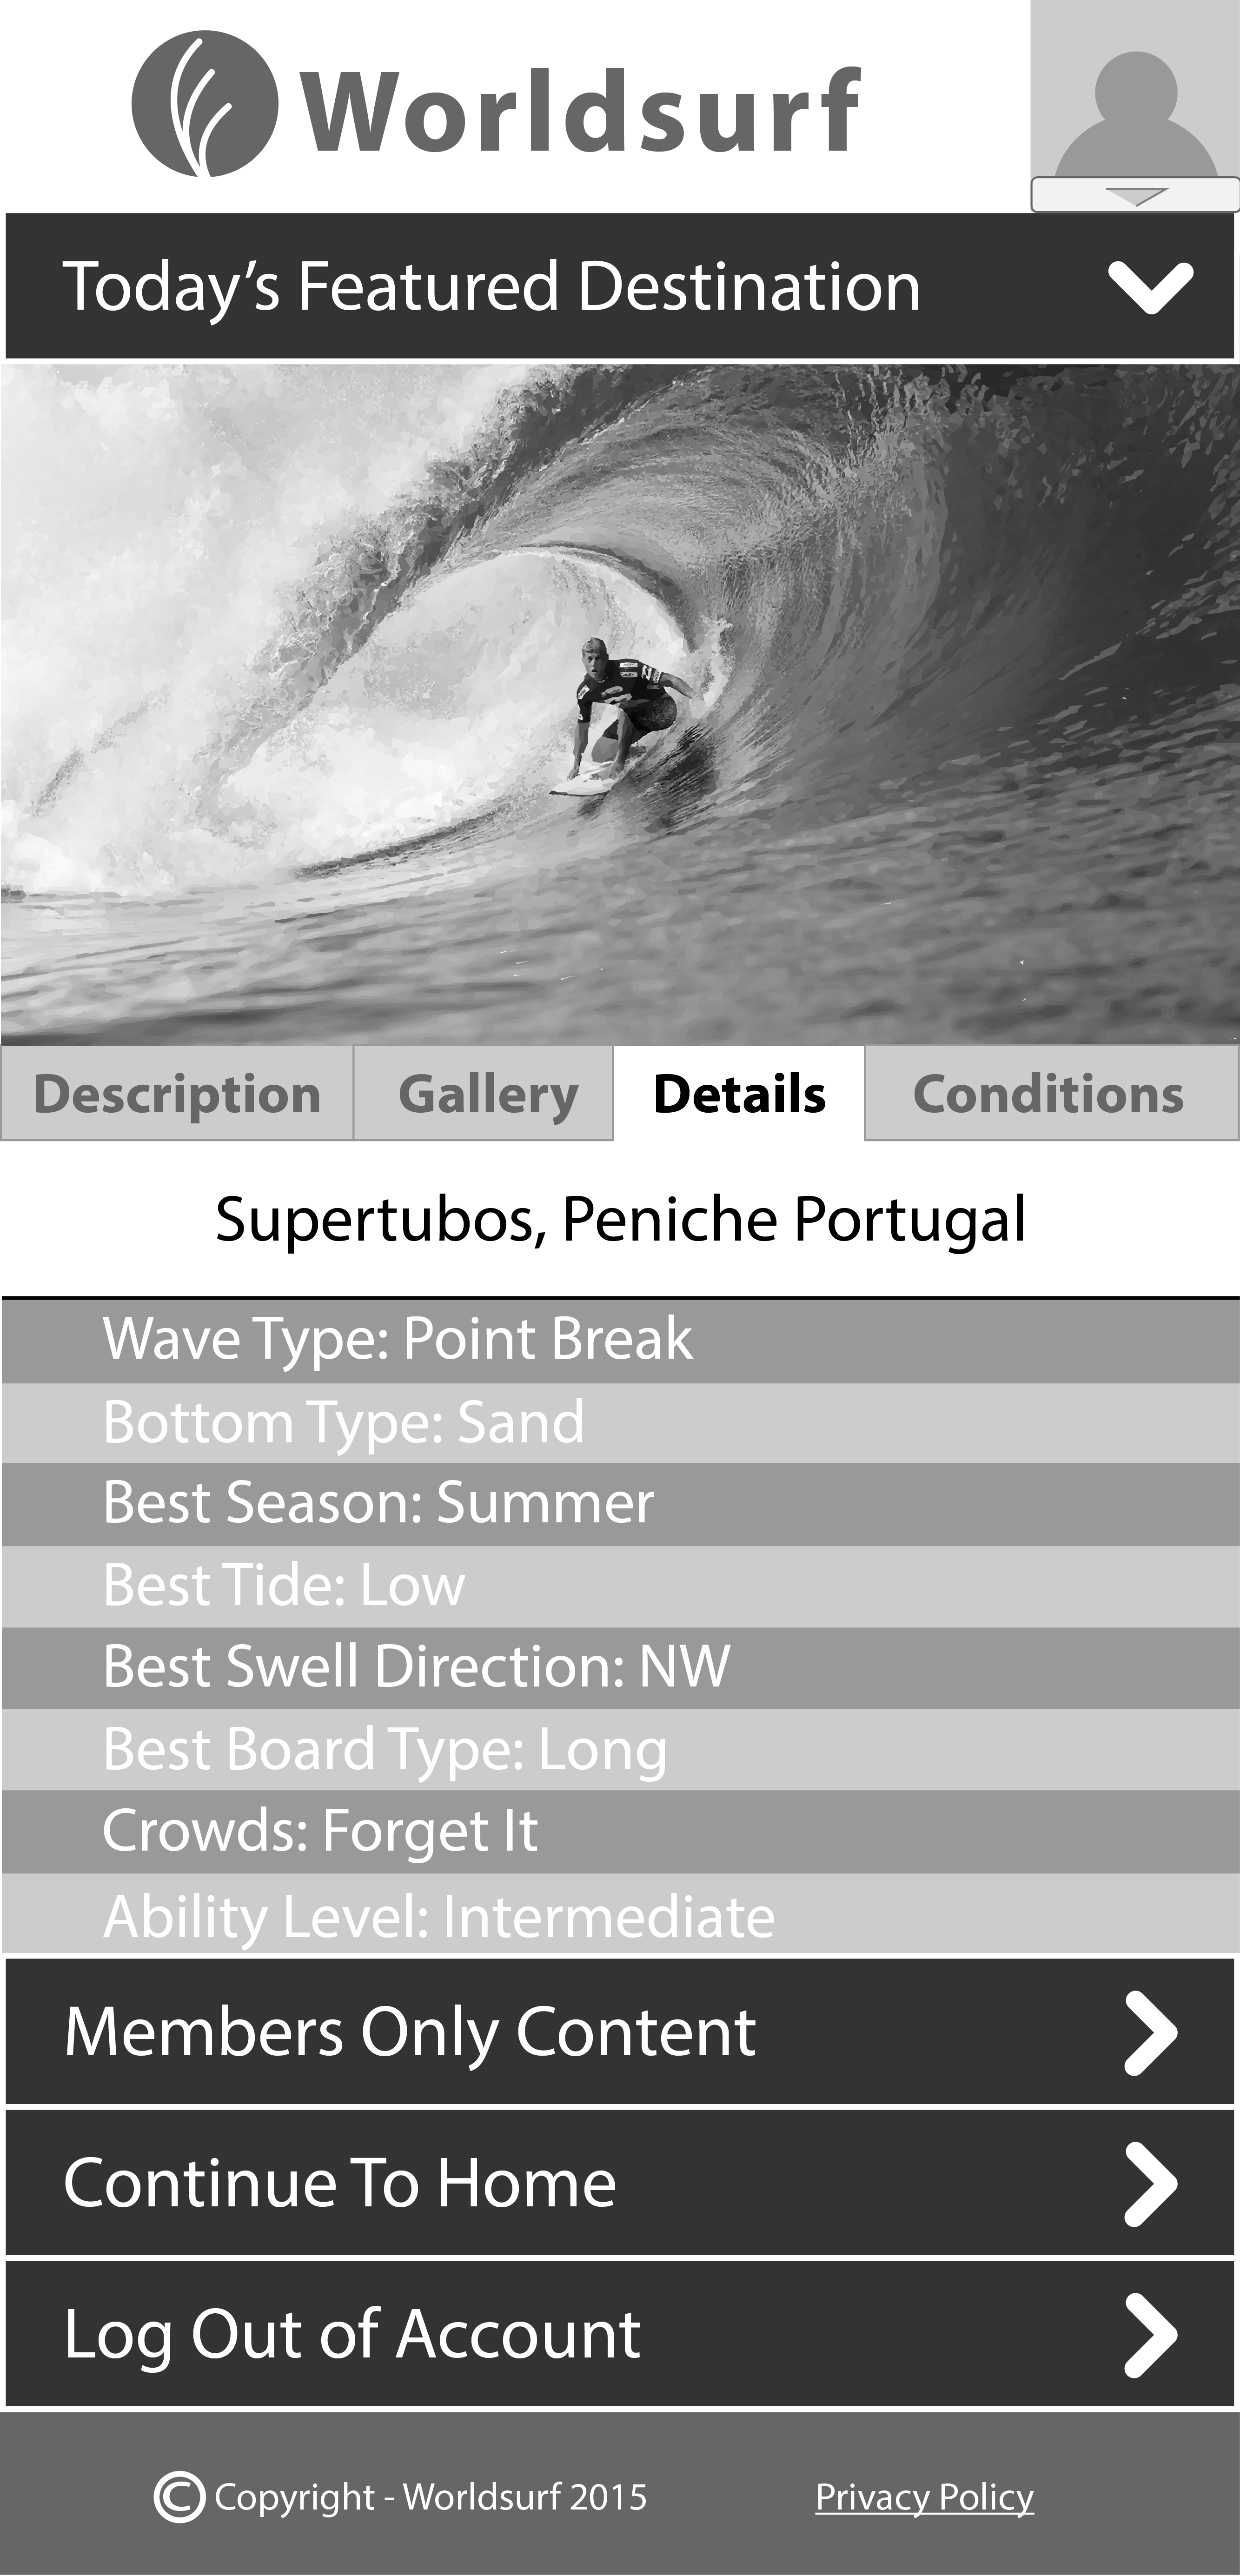 Worldsurf
Today’s Featured Destination
Description Gallery Details Conditions
Supertubos, Peniche Portugal
Wave Type: Point Break
Bottom Type: Sand
Best Season: Summer
Best Tide: Low
Best Swell Direction: NW
Best Board Type: Long
Crowds: Forget It
Ability Level: Intermediate
Members Only Content
Continue To Home
Log Out of Account
© Copyright - Worldsurf 2015 Privacy Policy